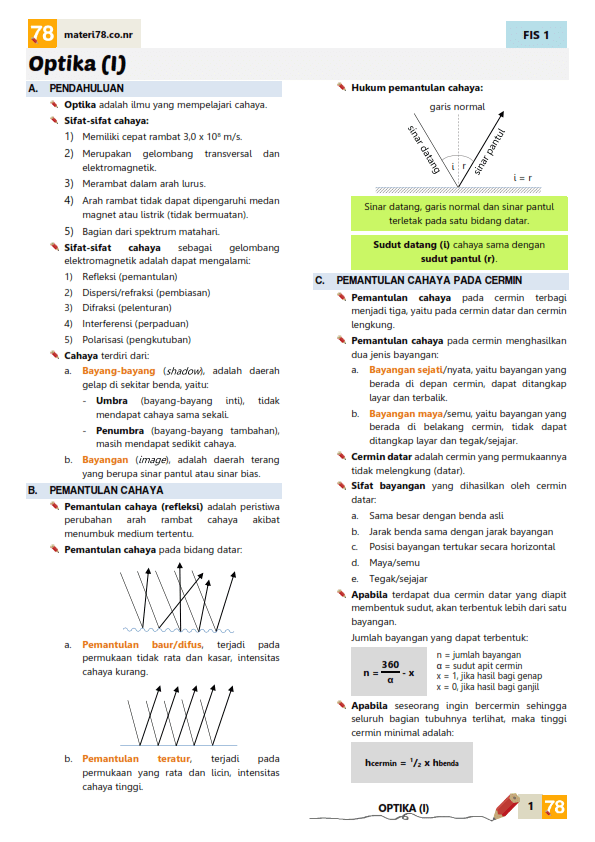 78 materi78.co.nr
FIS 1
Optika (I)
A. PENDAHULUAN
Optika adalah ilmu yang mempelajari cahaya.
Sifat-sifat cahaya:
1) Memiliki cepat rambat 3,0 x 10⁸ m/s.
2) Merupakan gelombang transversal dan
elektromagnetik.
3) Merambat dalam arah lurus.
4) Arah rambat tidak dapat dipengaruhi medan
magnet atau listrik (tidak bermuatan).
5) Bagian dari spektrum matahari.
Sifat-sifat cahaya sebagai gelombang
elektromagnetik adalah dapat mengalami:
1) Refleksi (pemantulan)
2) Dispersi/refraksi (pembiasan)
3) Difraksi (pelenturan)
4) Interferensi (perpaduan)
5) Polarisasi (pengkutuban)
Cahaya terdiri dari:
a. Bayang-bayang (shadow), adalah daerah
gelap di sekitar benda, yaitu:
- Umbra (bayang-bayang inti), tidak
mendapat cahaya sama sekali.
- Penumbra (bayang-bayang tambahan),
masih mendapat sedikit cahaya.
b. Bayangan (image), adalah daerah terang
yang berupa sinar pantul atau sinar bias.
B. PEMANTULAN CAHAYA
Pemantulan cahaya (refleksi) adalah peristiwa
perubahan arah rambat cahaya akibat
menumbuk medium tertentu.
Pemantulan cahaya pada bidang datar:
a. Pemantulan baur/difus, terjadi pada
permukaan tidak rata dan kasar, intensitas
cahaya kurang.
b. Pemantulan teratur, terjadi pada
permukaan yang rata dan licin, intensitas
cahaya tinggi.
Hukum pemantulan cahaya:
garis normal
sinar datang
sinar pantul
i r
i = r
Sinar datang, garis normal dan sinar pantul
terletak pada satu bidang datar.
Sudut datang (i) cahaya sama dengan
sudut pantul (r).
C. PEMANTULAN CAHAYA PADA CERMIN
Pemantulan cahaya pada cermin terbagi
menjadi tiga, yaitu pada cermin datar dan cermin
lengkung.
Pemantulan cahaya pada cermin menghasilkan
dua jenis bayangan:
a. Bayangan sejati/nyata, yaitu bayangan yang
berada di depan cermin, dapat ditangkap
layar dan terbalik.
b. Bayangan maya/semu, yaitu bayangan yang
berada di belakang cermin, tidak dapat
ditangkap layar dan tegak/sejajar.
Cermin datar adalah cermin yang permukaannya
tidak melengkung (datar).
Sifat bayangan yang dihasilkan oleh cermin
datar:
a. Sama besar dengan benda asli
b. Jarak benda sama dengan jarak bayangan
c. Posisi bayangan tertukar secara horizontal
d. Maya/semu
e. Tegak/sejajar
Apabila terdapat dua cermin datar yang diapit
membentuk sudut, akan terbentuk lebih dari satu
bayangan.
Jumlah bayangan yang dapat terbentuk:
n = 360/α - x
n = jumlah bayangan
α = sudut apit cermin
x = 1, jika hasil bagi genap
x = 0, jika hasil bagi ganjil
Apabila seseorang ingin bercermin sehingga
seluruh bagian tubuhnya terlihat, maka tinggi
cermin minimal adalah:
hcermin = ¹/₂ x hbenda
OPTIKA (I)
1 78